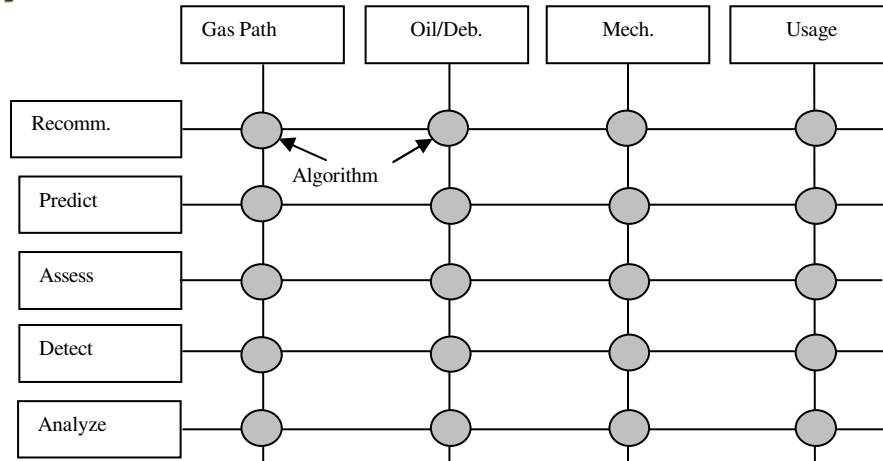 Gas Path
Oil/Deb.
Mech.
Usage
Recomm.
Algorithm
Predict
Assess
Detect
Analyze